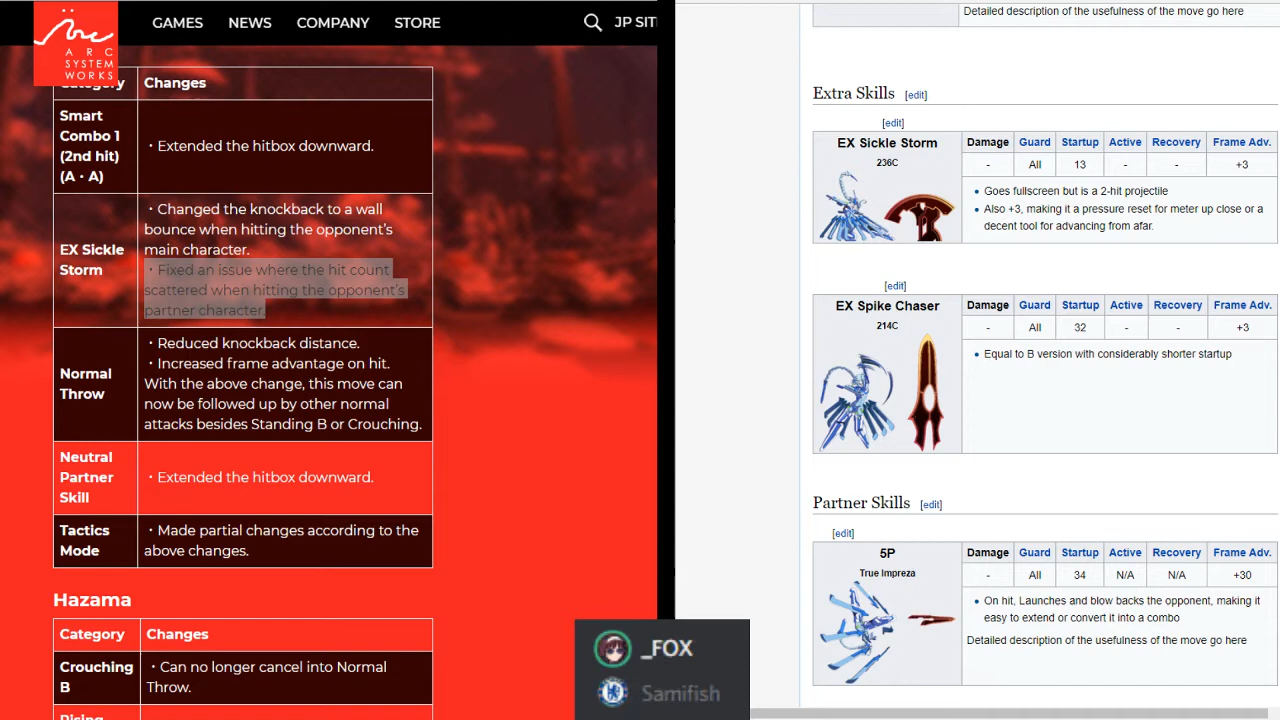 ARC
SYSTEM
WORKS
GAMES
NEWS
COMPANY
STORE
JP SIT
Category
Changes
Smart
Combo 1
(2nd hit)
(A・A)
・Extended the hitbox downward.
EX Sickle
Storm
・Changed the knockback to a wall
bounce when hitting the opponent's
main character.
・Fixed an issue where the hit count
scattered when hitting the opponent's
partner character.
Normal
Throw
・Reduced knockback distance.
・Increased frame advantage on hit.
With the above change, this move can
now be followed up by other normal
attacks besides Standing B or Crouching.
Neutral
Partner
Skill
・Extended the hitbox downward.
Tactics
Mode
・Made partial changes according to the
above changes.
Hazama
Category
Changes
Crouching
B
・Can no longer cancel into Normal
Throw.
Rising
_FOX
Samifish
Detailed description of the usefulness of the move go here
Extra Skills [edit]
[edit]
EX Sickle Storm
236C
Damage Guard Startup Active Recovery Frame Adv.
- All 13 - - +3
Goes fullscreen but is a 2-hit projectile
Also +3, making it a pressure reset for meter up close or a
decent tool for advancing from afar.
[edit]
EX Spike Chaser
214C
Damage Guard Startup Active Recovery Frame Adv.
- All 32 - - +3
Equal to B version with considerably shorter startup
Partner Skills [edit]
[edit]
5P
True Impreza
Damage Guard Startup Active Recovery Frame Adv.
- All 34 N/A N/A +30
On hit, Launches and blow backs the opponent, making it
easy to extend or convert it into a combo
Detailed description of the usefulness of the move go here